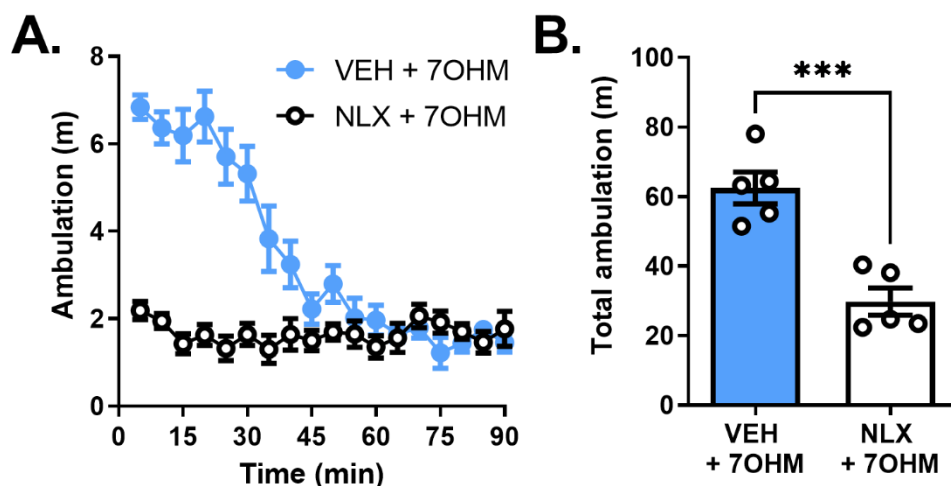 A.
VEH + 7OHM
NLX + 7OHM
Ambulation (m)
8
6
4
2
0
0 15 30 45 60 75 90
Time (min)
B.
***
Total ambulation (m)
100
80
60
40
20
0
VEH
+ 7OHM
NLX
+ 7OHM